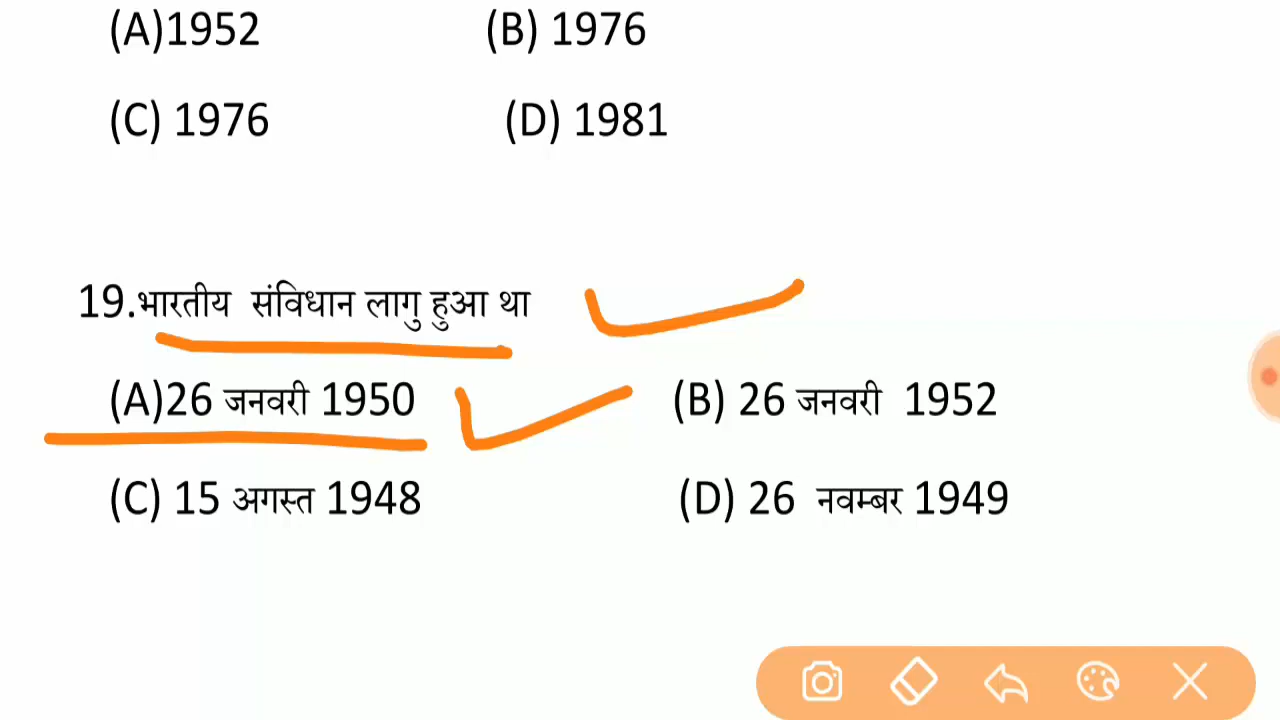 (A)1952 (B) 1976
(C) 1976 (D) 1981
19.भारतीय संविधान लागु हुआ था
(A)26 जनवरी 1950 (B) 26 जनवरी 1952
(C) 15 अगस्त 1948 (D) 26 नवम्बर 1949